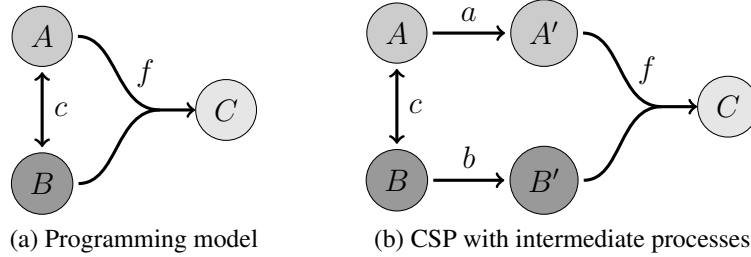 A
f
c
C
B
(a) Programming model
A
a
A′
f
c
C
B
b
B′
(b) CSP with intermediate processes